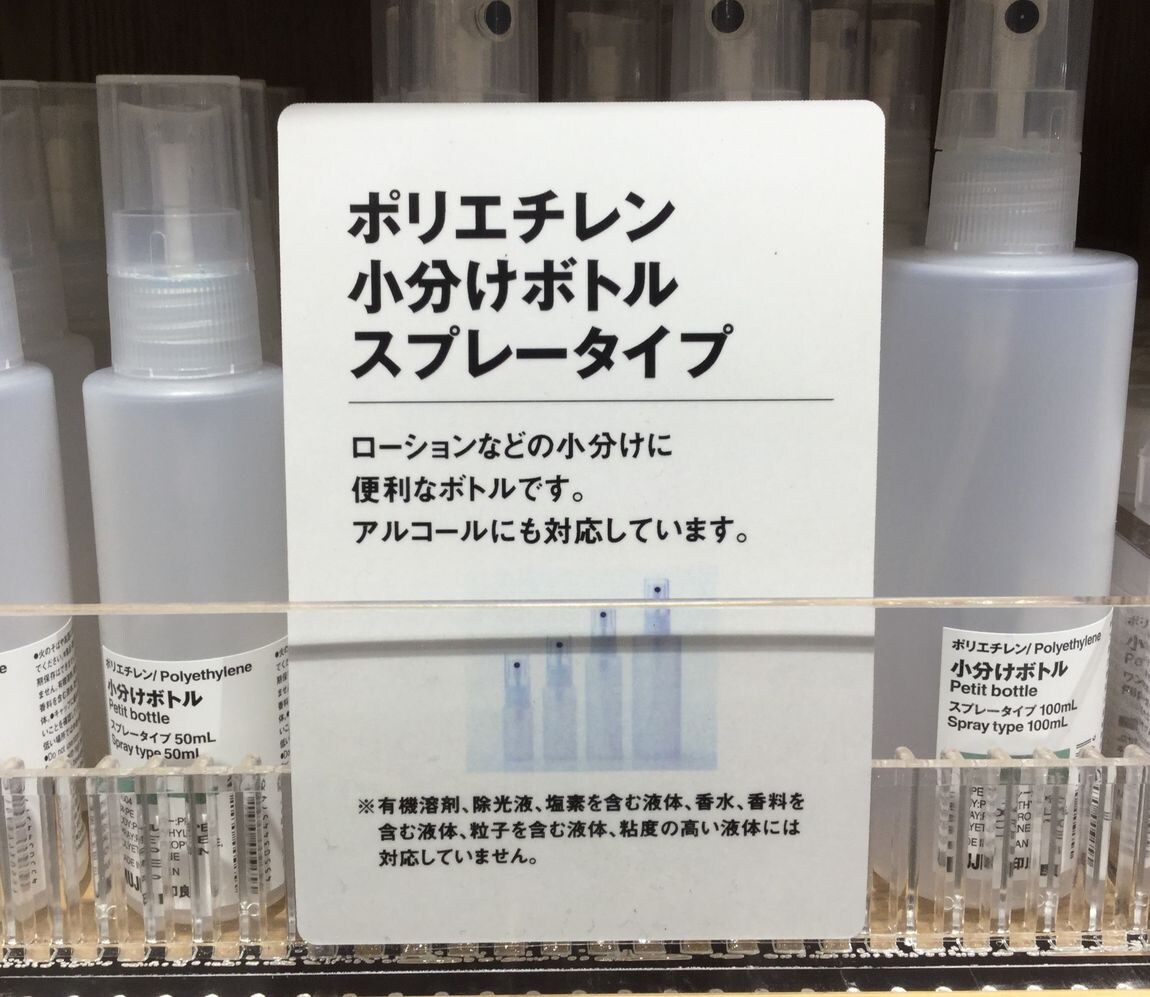 ポリエチレン
小分けボトル
スプレータイプ
ローションなどの小分けに
便利なボトルです。
アルコールにも対応しています。
※有機溶剤、除光液、塩素を含む液体、香水、香料を
含む液体、粒子を含む液体、粘度の高い液体には
対応していません。
ポリエチレン/ Polyethylene
小分けボトル
Petit bottle
スプレータイプ 50mL
Spray type 50mL
ポリエチレン/ Polyethylene
小分けボトル
Petit bottle
スプレータイプ 100mL
Spray type 100mL